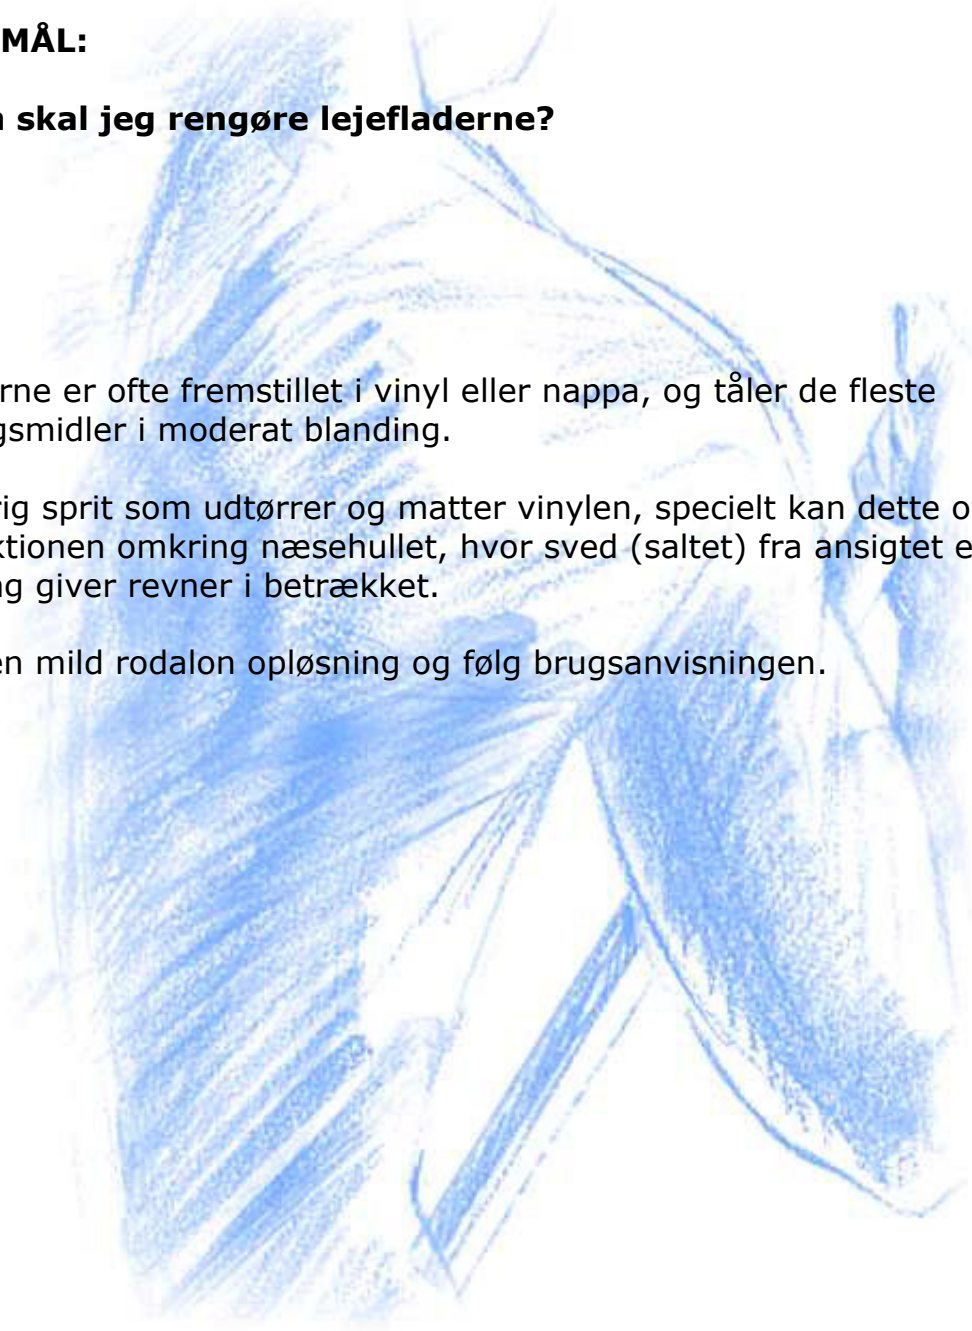 MÅL:
skal jeg rengøre lejefladerne?
rne er ofte fremstillet i vinyl eller nappa, og tåler de fleste
gsmidler i moderat blanding.
rig sprit som udtørrer og matter vinylen, specielt kan dette o
ktionen omkring næsehullet, hvor sved (saltet) fra ansigtet e
ng giver revner i betrækket.
en mild rodalon opløsning og følg brugsanvisningen.